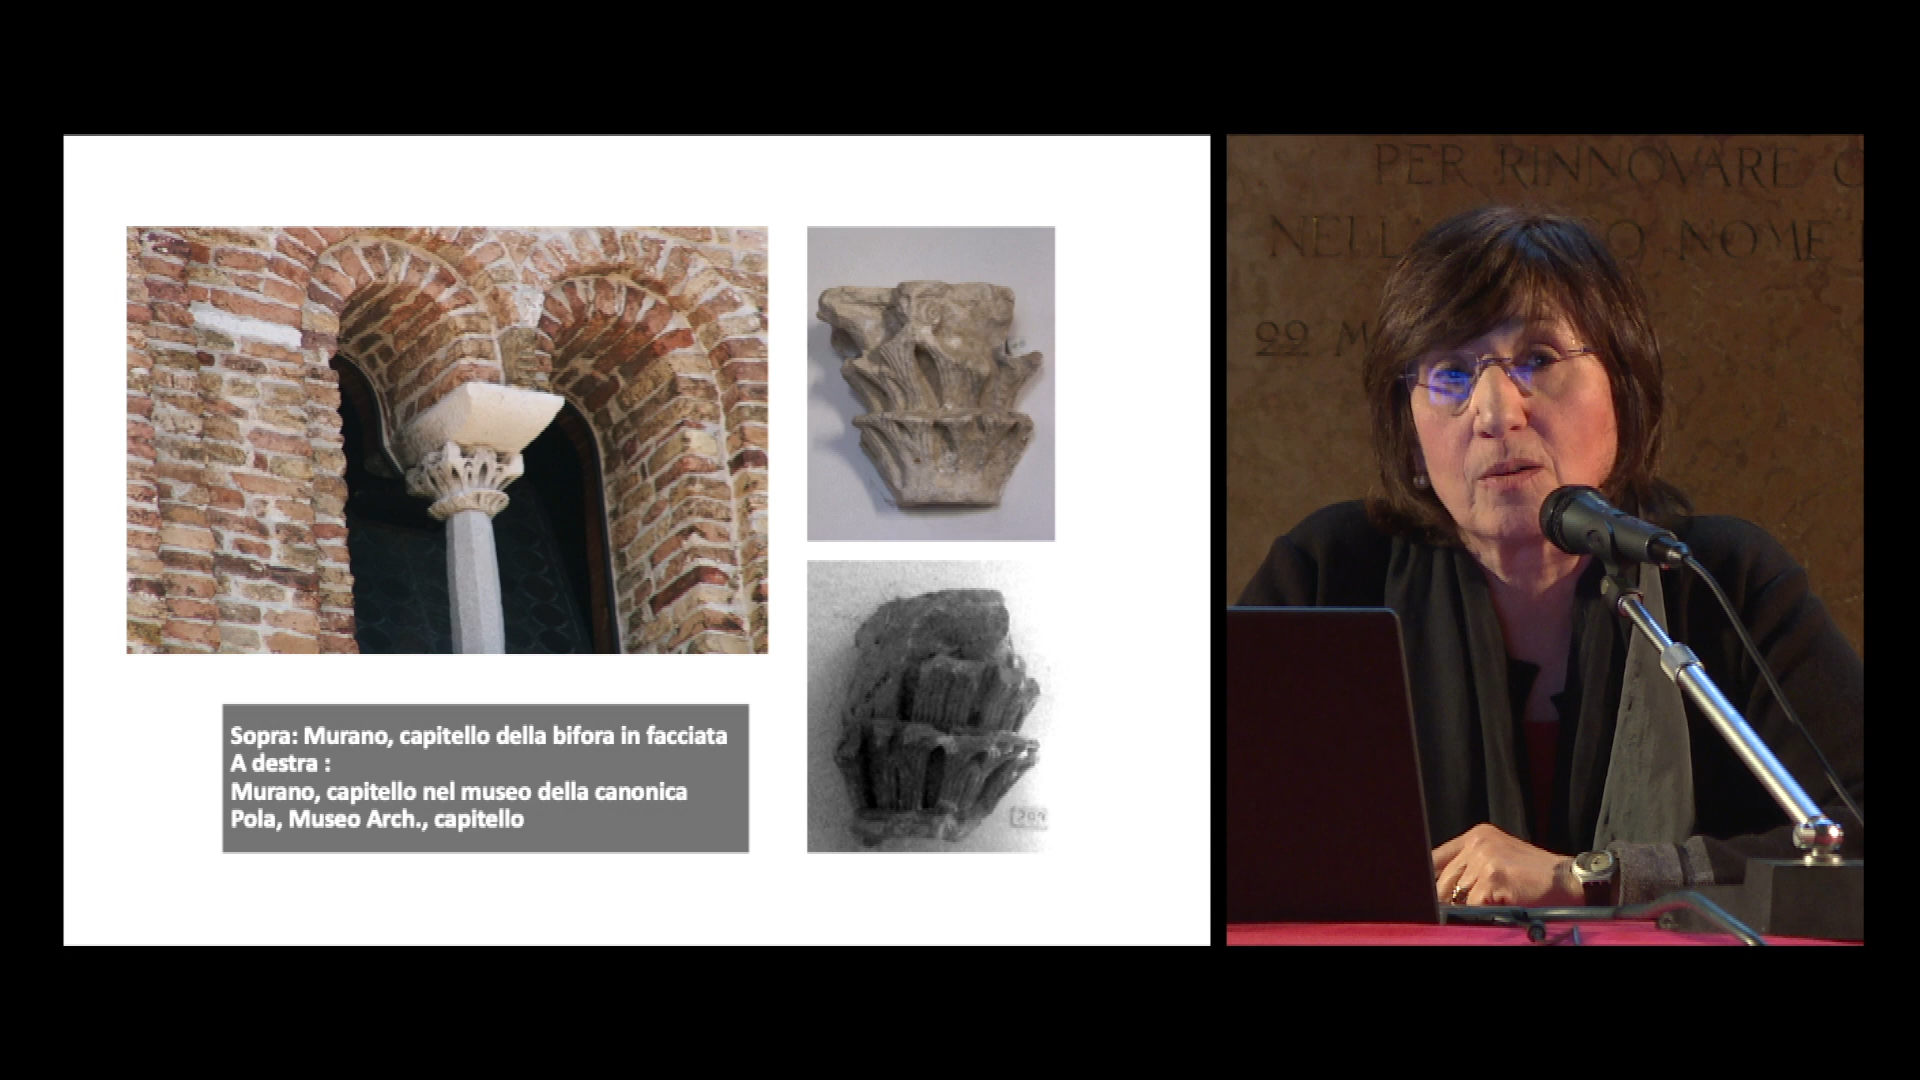 Sopra: Murano, capitello della bifora in facciata
A destra :
Murano, capitello nel museo della canonica
Pola, Museo Arch., capitello
209
PER RINNOVARE
NOME
22 M